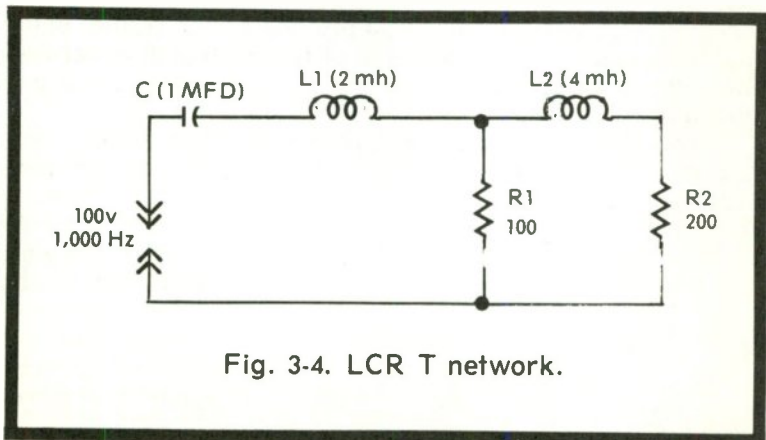 C (1 MFD)
L1 (2 mh)
L2 (4 mh)
100v
1,000 Hz
R1
100
R2
200
Fig. 3-4. LCR T network.